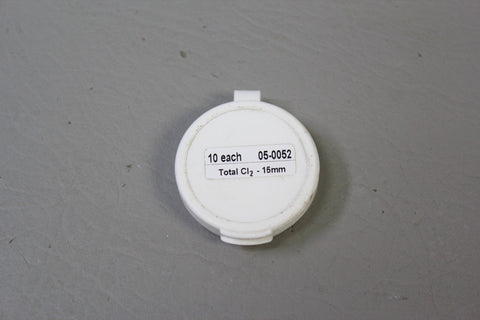 10 each 05-0052
Total Cl₂ - 15mm